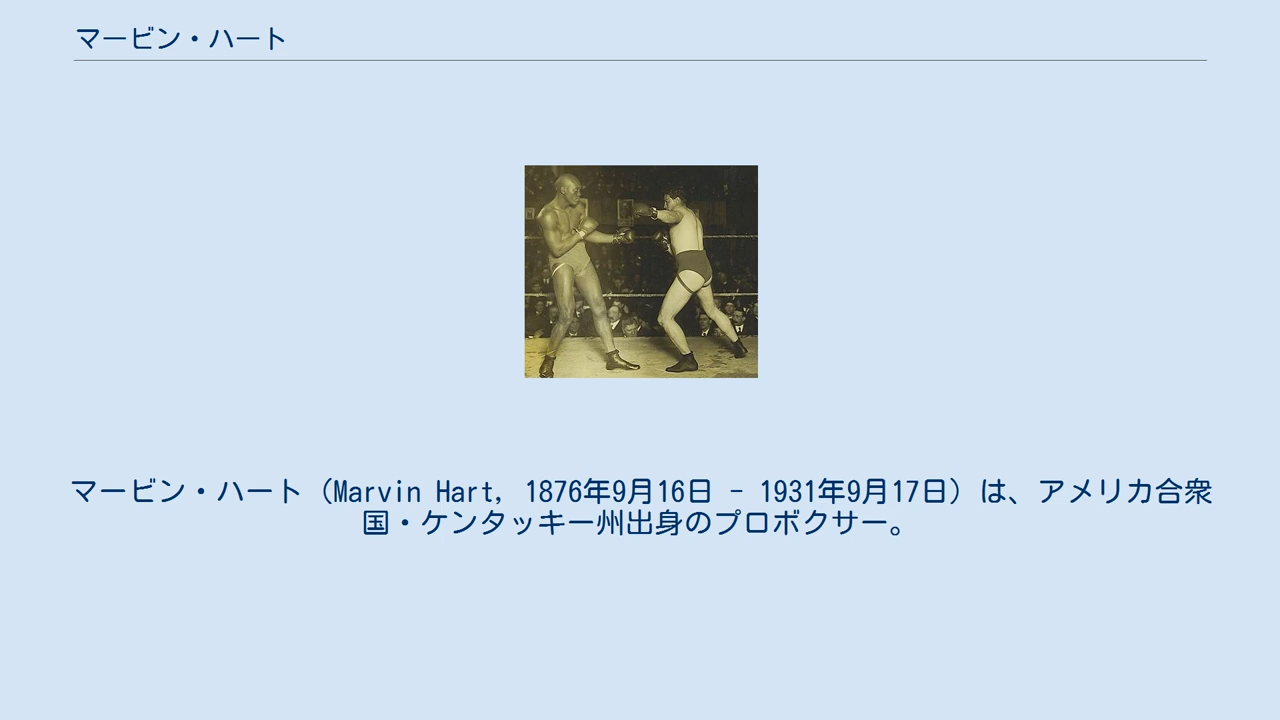 マービン・ハート
マービン・ハート（Marvin Hart, 1876年9月16日 - 1931年9月17日）は、アメリカ合衆
国・ケンタッキー州出身のプロボクサー。